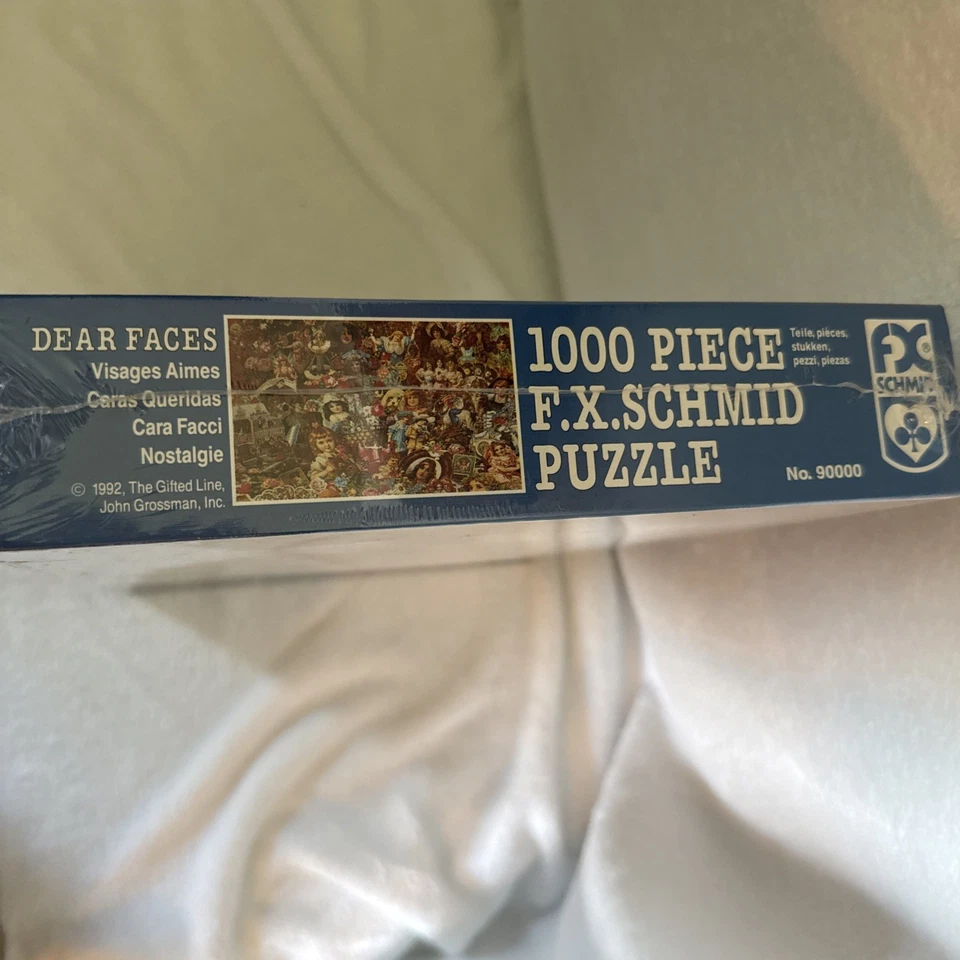 DEAR FACES
Visages Aimes
Caras Queridas
Cara Facci
Nostalgie
© 1992, The Gifted Line,
John Grossman, Inc.
1000 PIECE
F.X.SCHMID
PUZZLE
Teile, pièces,
stukken,
pezzi, piezas
No. 90000
FX®
SCHMID